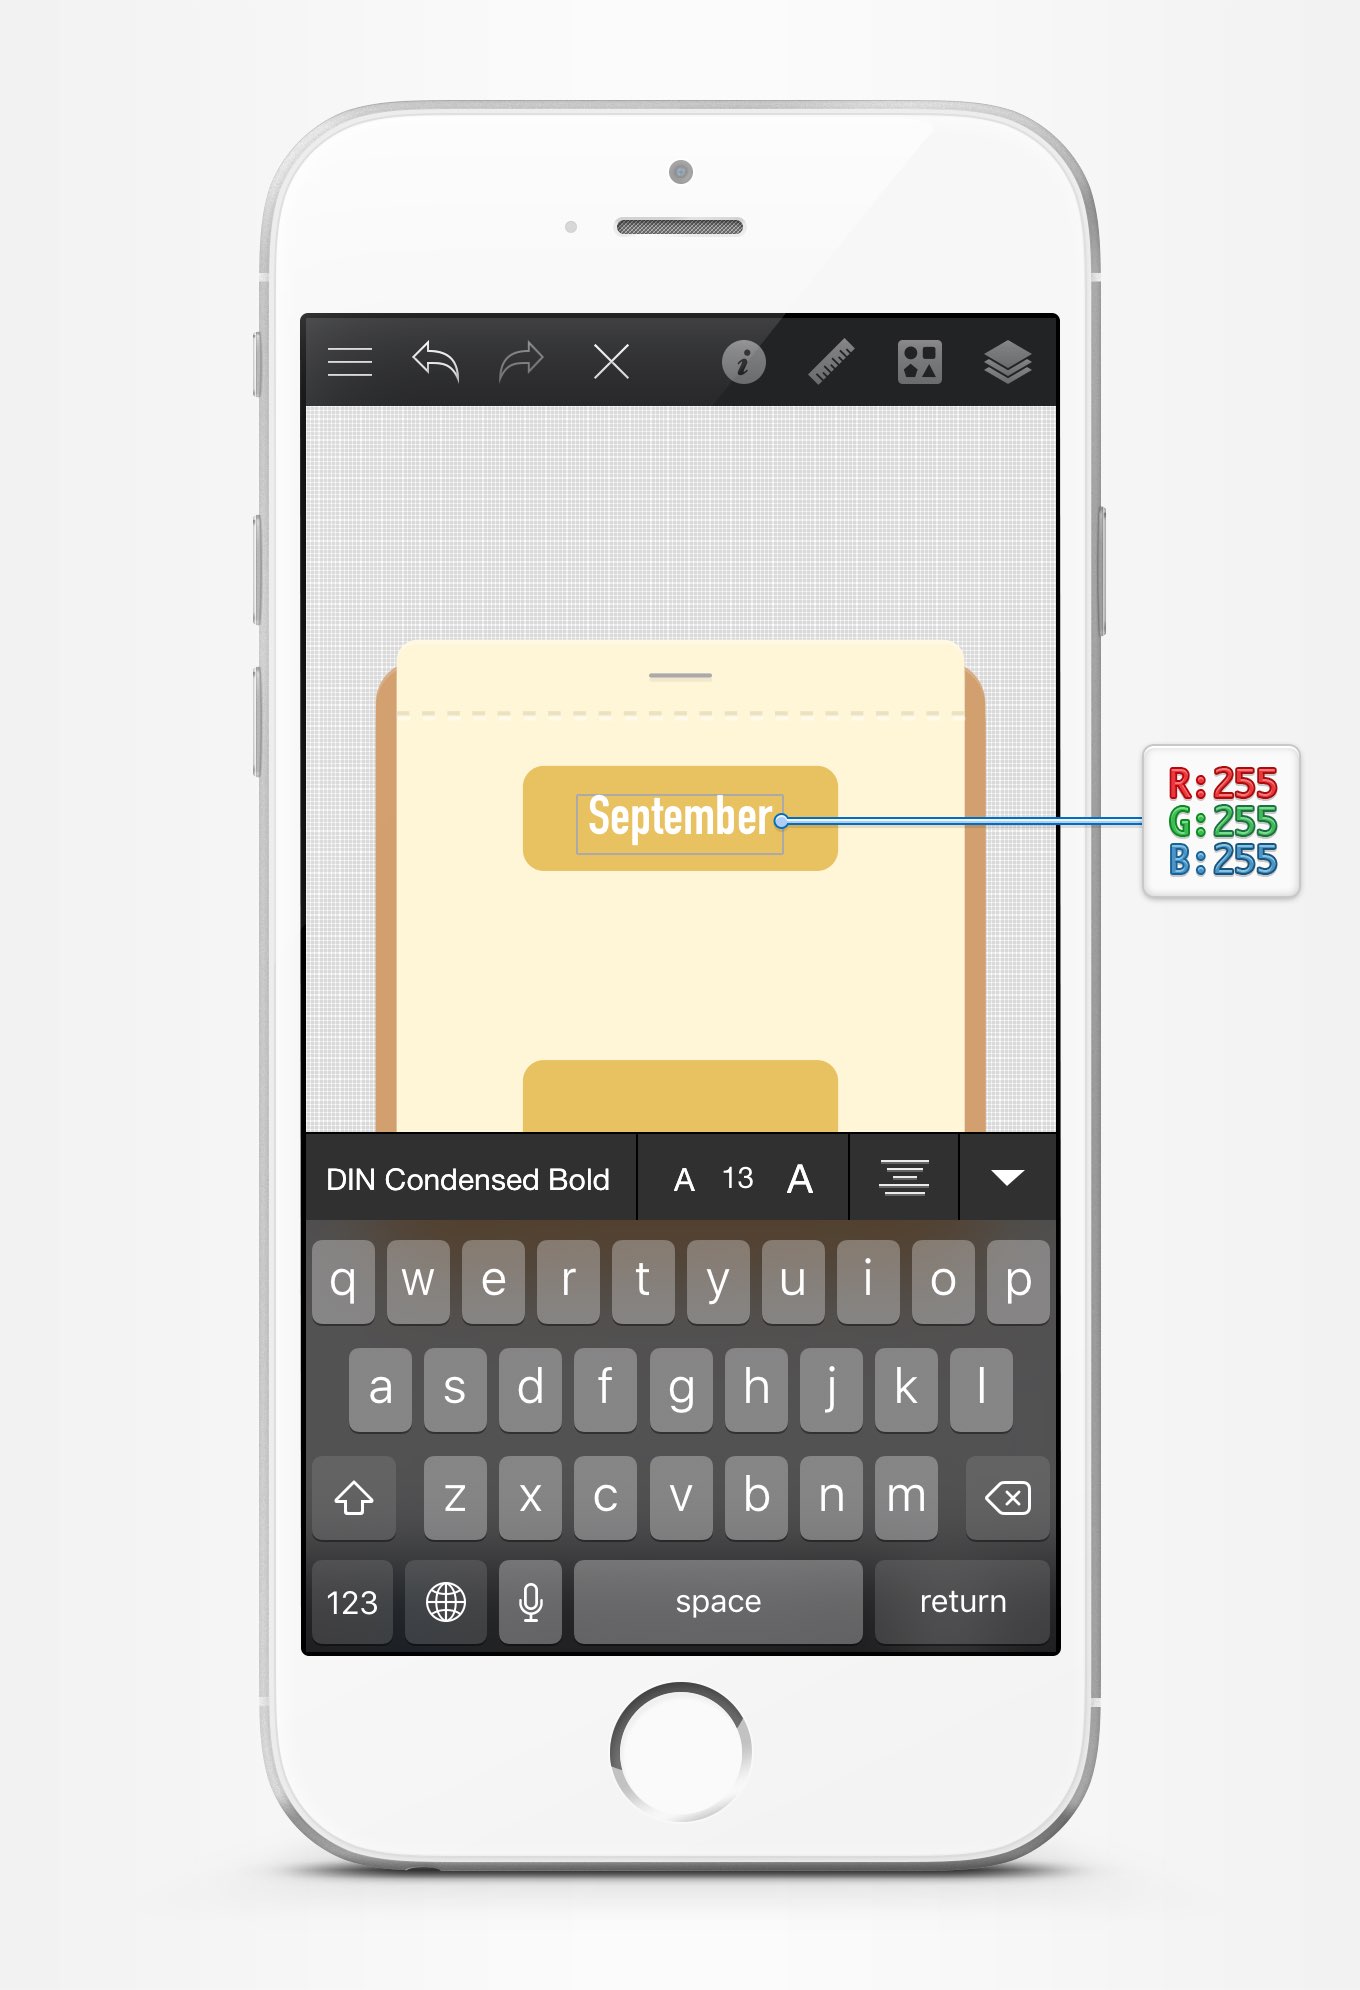 September
R:255
G:255
B:255
DIN Condensed Bold A 13 A
q w e r t y u i o p
a s d f g h j k l
z x c v b n m
123 space return